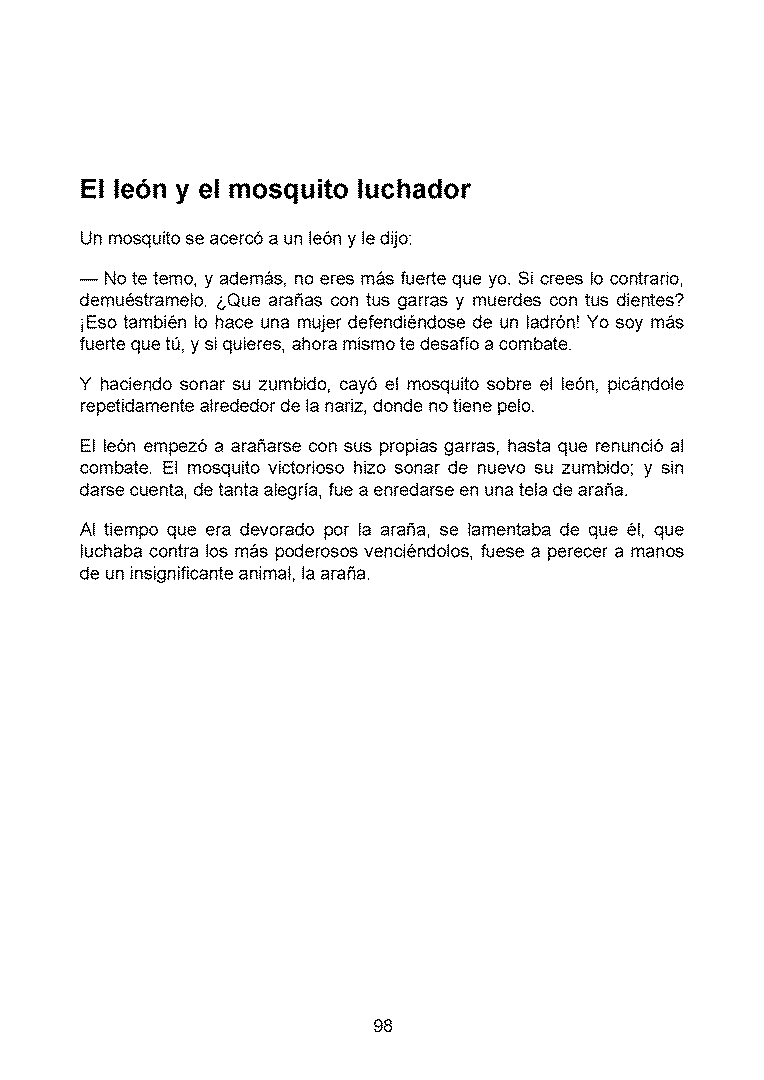 El león y el mosquito luchador
Un mosquito se acercó a un león y le dijo:
— No te temo, y además, no eres más fuerte que yo. Si crees lo contrario,
demuéstramelo. ¿Que arañas con tus garras y muerdes con tus dientes?
¡Eso también lo hace una mujer defendiéndose de un ladrón! Yo soy más
fuerte que tú, y si quieres, ahora mismo te desafío a combate.
Y haciendo sonar su zumbido, cayó el mosquito sobre el león, picándole
repetidamente alrededor de la nariz, donde no tiene pelo.
El león empezó a arañarse con sus propias garras, hasta que renunció al
combate. El mosquito victorioso hizo sonar de nuevo su zumbido; y sin
darse cuenta, de tanta alegría, fue a enredarse en una tela de araña.
Al tiempo que era devorado por la araña, se lamentaba de que él, que
luchaba contra los más poderosos venciéndolos, fuese a perecer a manos
de un insignificante animal, la araña.
98